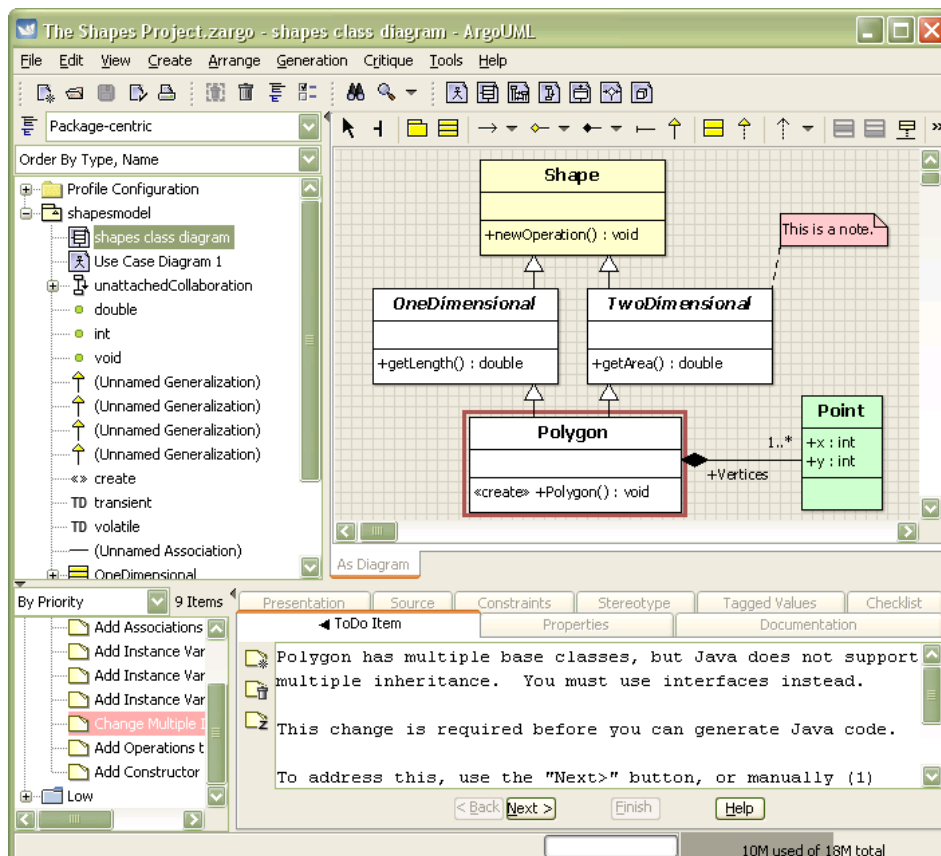 The Shapes Project.zargo - shapes class diagram - ArgoUML
File Edit View Create Arrange Generation Critique Tools Help
Package-centric
Order By Type, Name
Profile Configuration
shapesmodel
shapes class diagram
Use Case Diagram 1
unattachedCollaboration
double
int
void
(Unnamed Generalization)
(Unnamed Generalization)
(Unnamed Generalization)
(Unnamed Generalization)
«» create
TD transient
TD volatile
(Unnamed Association)
OneDimensional
Shape
+newOperation() : void
This is a note.
OneDimensional
+getLength() : double
TwoDimensional
+getArea() : double
Polygon
«create» +Polygon() : void
1..*
+Vertices
Point
+x : int
+y : int
As Diagram
By Priority
9 Items
Add Associations
Add Instance Var
Add Instance Var
Add Instance Var
Change Multiple I
Add Operations t
Add Constructor
Low
Presentation Source Constraints Stereotype Tagged Values Checklist
ToDo Item Properties Documentation
Polygon has multiple base classes, but Java does not support
multiple inheritance. You must use interfaces instead.
This change is required before you can generate Java code.
To address this, use the "Next>" button, or manually (1)
< Back Next > Finish Help
10M used of 18M total